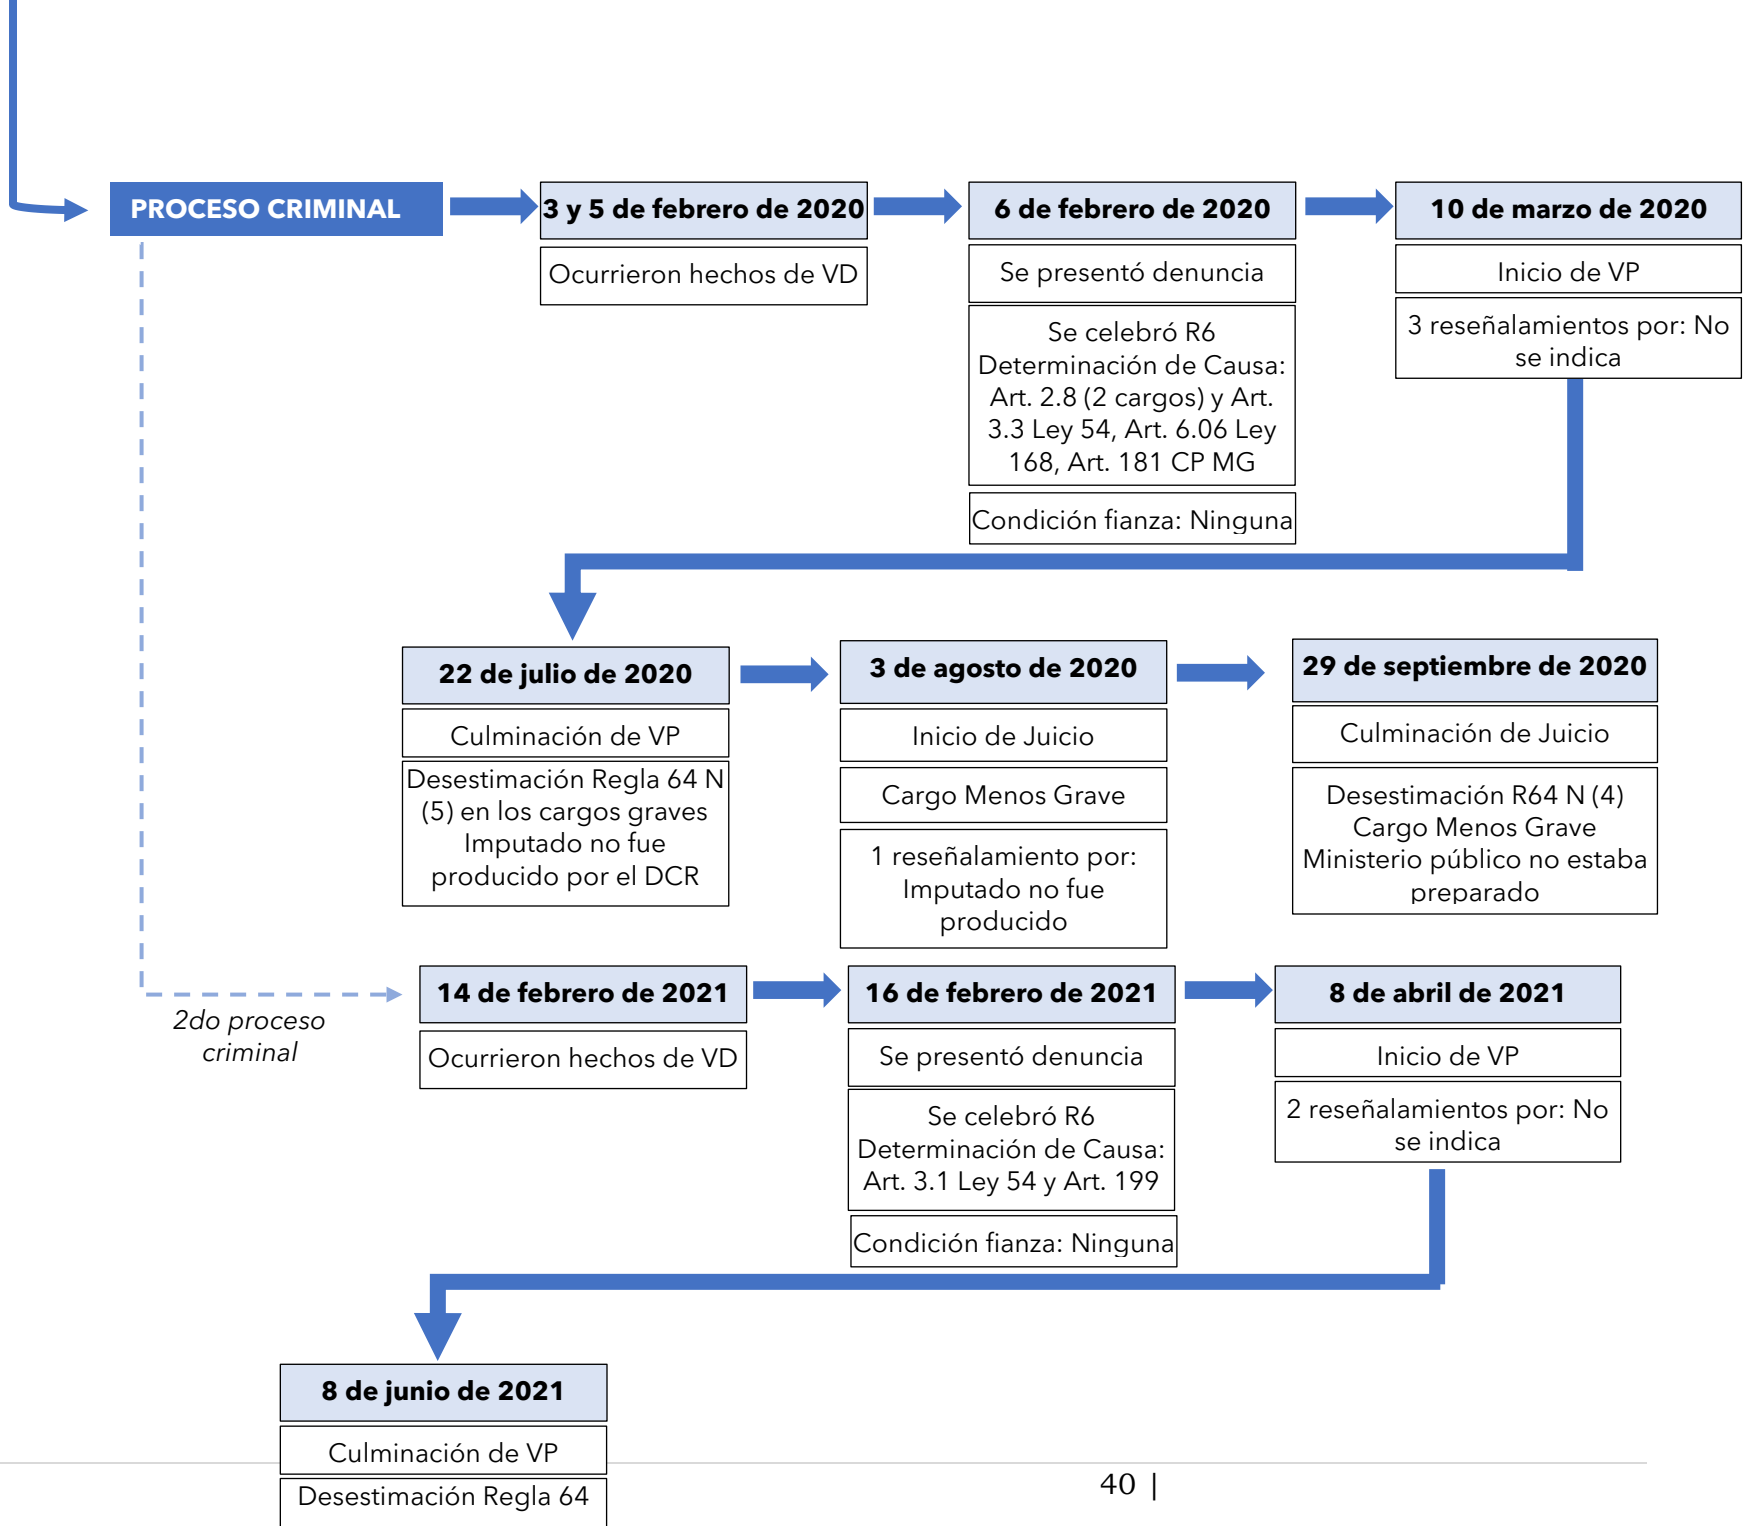 PROCESO CRIMINAL
3 y 5 de febrero de 2020
Ocurrieron hechos de VD
6 de febrero de 2020
Se presentó denuncia
Se celebró R6
Determinación de Causa:
Art. 2.8 (2 cargos) y Art.
3.3 Ley 54, Art. 6.06 Ley
168, Art. 181 CP MG
Condición fianza: Ninguna
10 de marzo de 2020
Inicio de VP
3 reseñalamientos por: No
se indica
22 de julio de 2020
Culminación de VP
Desestimación Regla 64 N
(5) en los cargos graves
Imputado no fue
producido por el DCR
3 de agosto de 2020
Inicio de Juicio
Cargo Menos Grave
1 reseñalamiento por:
Imputado no fue
producido
29 de septiembre de 2020
Culminación de Juicio
Desestimación R64 N (4)
Cargo Menos Grave
Ministerio público no estaba
preparado
2do proceso
criminal
14 de febrero de 2021
Ocurrieron hechos de VD
16 de febrero de 2021
Se presentó denuncia
Se celebró R6
Determinación de Causa:
Art. 3.1 Ley 54 y Art. 199
Condición fianza: Ninguna
8 de abril de 2021
Inicio de VP
2 reseñalamientos por: No
se indica
8 de junio de 2021
Culminación de VP
Desestimación Regla 64
40 |